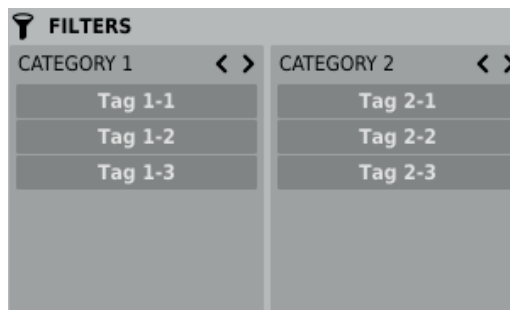 FILTERS
CATEGORY 1
Tag 1-1
Tag 1-2
Tag 1-3
CATEGORY 2
Tag 2-1
Tag 2-2
Tag 2-3